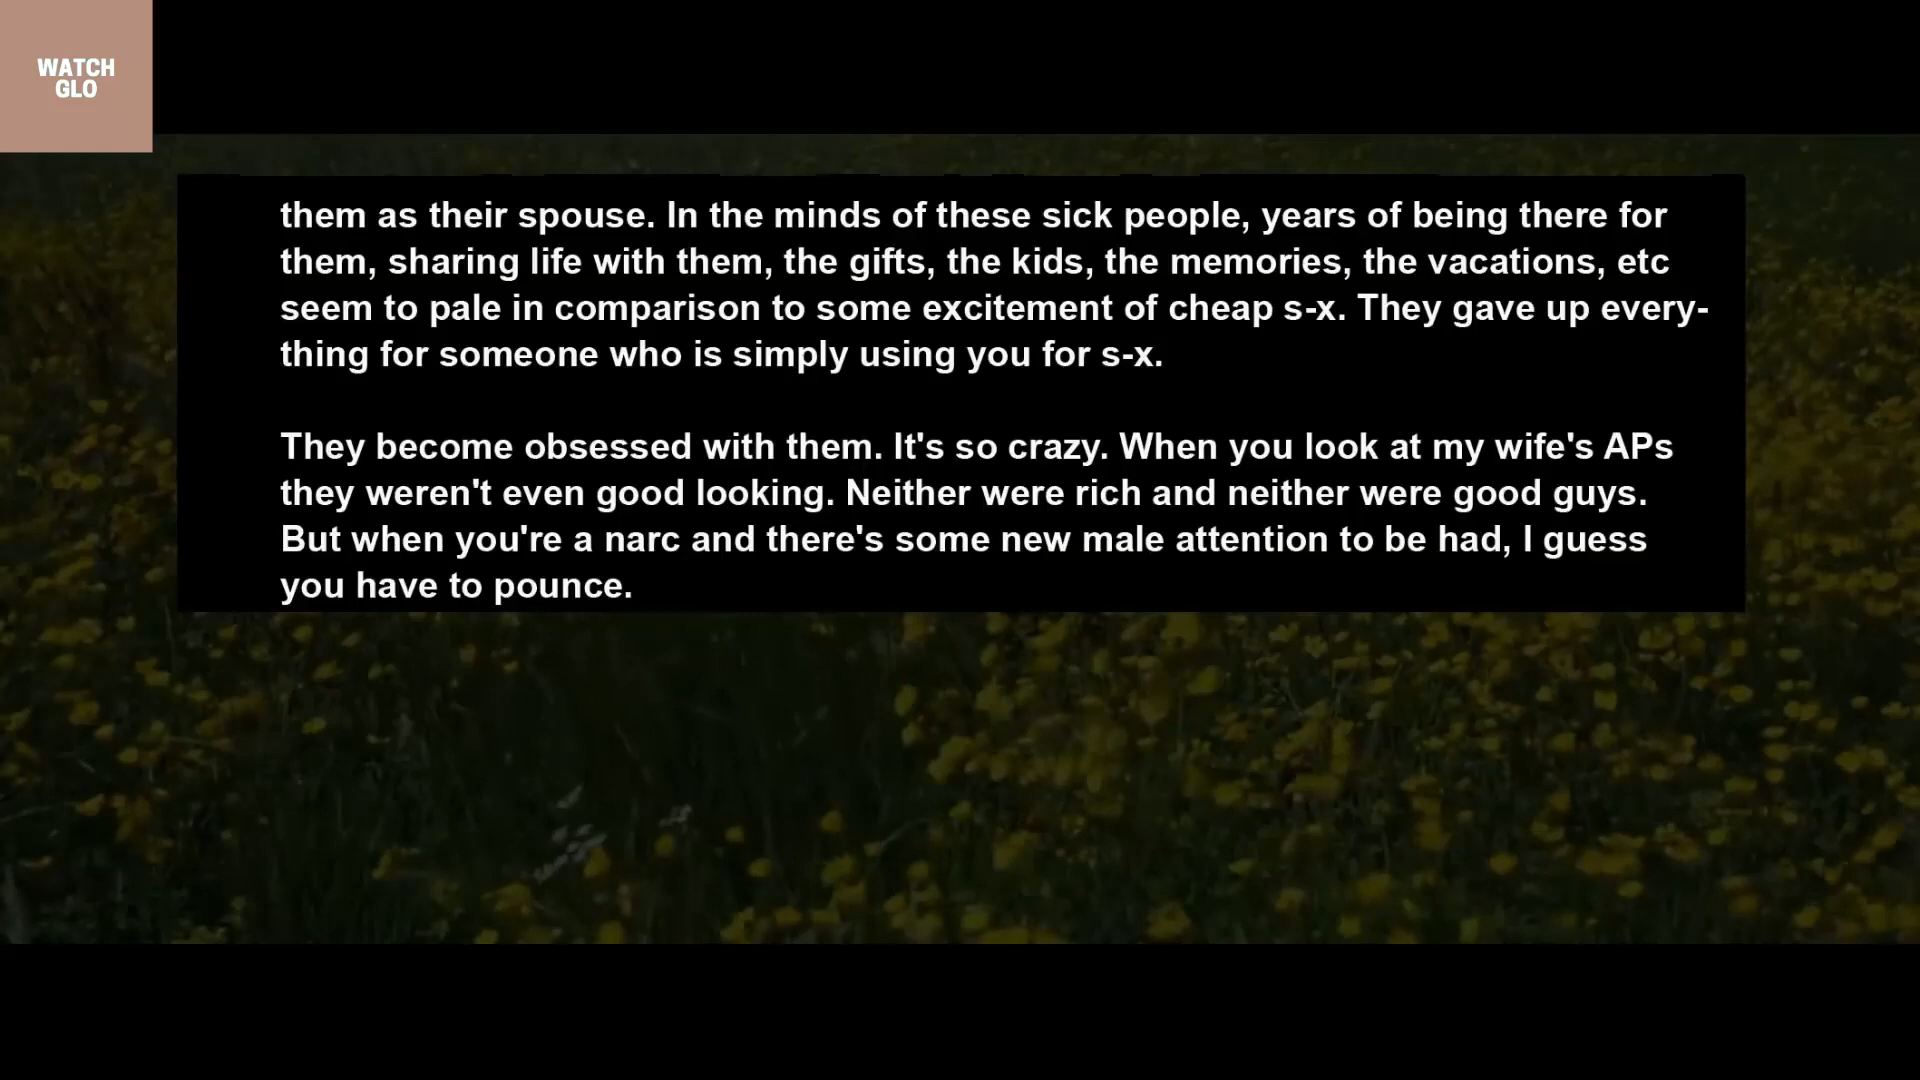 WATCH
GLO
them as their spouse. In the minds of these sick people, years of being there for
them, sharing life with them, the gifts, the kids, the memories, the vacations, etc
seem to pale in comparison to some excitement of cheap s-x. They gave up every-
thing for someone who is simply using you for s-x.
They become obsessed with them. It's so crazy. When you look at my wife's APs
they weren't even good looking. Neither were rich and neither were good guys.
But when you're a narc and there's some new male attention to be had, I guess
you have to pounce.